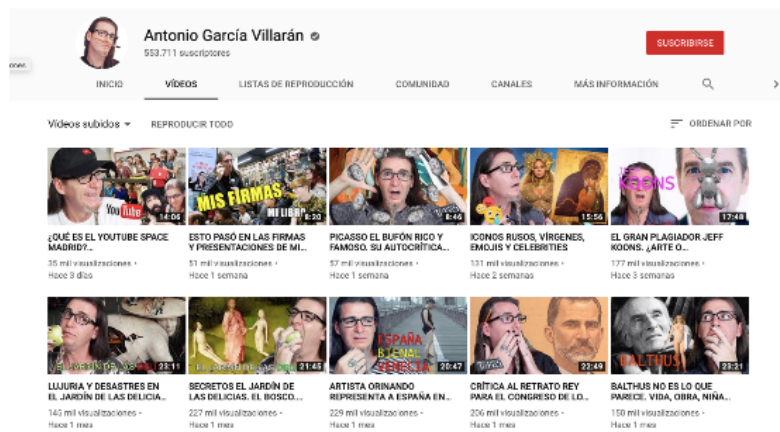 Antonio García Villarán
553.711 suscriptores
SUSCRIBIRSE
ones
INICIO VÍDEOS LISTAS DE REPRODUCCIÓN COMUNIDAD CANALES MÁS INFORMACIÓN
Vídeos subidos REPRODUCIR TODO ORDENAR POR
You Tube 14:06
MIS FIRMAS MI LIBR 8:20
8:46
15:56
KOONS 17:48
¿QUÉ ES EL YOUTUBE SPACE
MADRID?...
35 mil visualizaciones •
Hace 3 días
ESTO PASÓ EN LAS FIRMAS
Y PRESENTACIONES DE MI...
51 mil visualizaciones •
Hace 1 semana
PICASSO EL BUFÓN RICO Y
FAMOSO. SU AUTOCRÍTICA...
57 mil visualizaciones •
Hace 1 semana
ICONOS RUSOS, VÍRGENES,
EMOJIS Y CELEBRITIES
131 mil visualizaciones •
Hace 2 semanas
EL GRAN PLAGIADOR JEFF
KOONS. ¿ARTE O...
177 mil visualizaciones •
Hace 3 semanas
23:11
21:45
ESPAÑA
BIENAL
VENECIA
20:47
22:49
BALTHUS 23:21
LUJURIA Y DESASTRES EN
EL JARDÍN DE LAS DELICIA...
145 mil visualizaciones •
Hace 1 mes
SECRETOS EL JARDÍN DE
LAS DELICIAS. EL BOSCO....
227 mil visualizaciones •
Hace 1 mes
ARTISTA ORINANDO
REPRESENTA A ESPAÑA EN...
229 mil visualizaciones •
Hace 1 mes
CRÍTICA AL RETRATO REY
PARA EL CONGRESO DE LO...
206 mil visualizaciones •
Hace 1 mes
BALTHUS NO ES LO QUE
PARECE. VIDA, OBRA, NIÑA...
150 mil visualizaciones •
Hace 1 mes